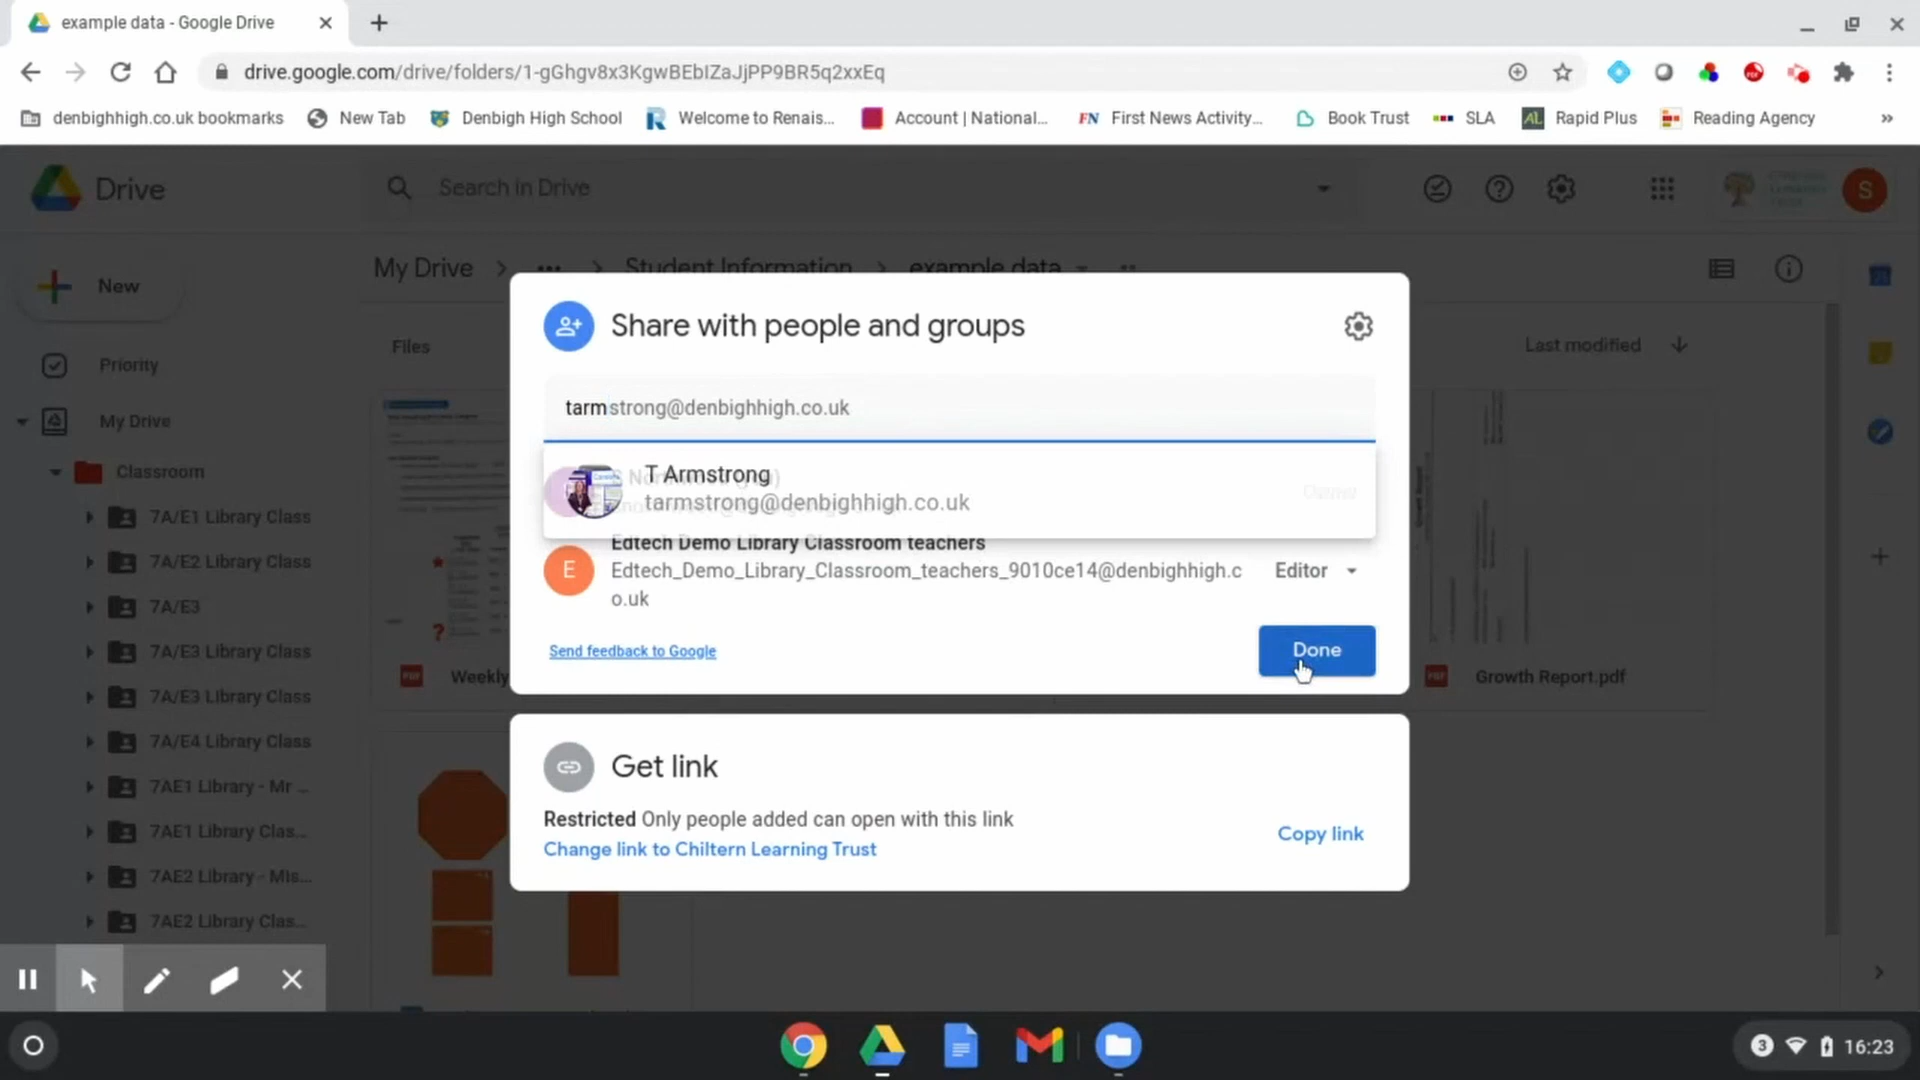 example data - Google Drive
drive.google.com/drive/folders/1-gGhgv8x3KgwBEbIZaJjPP9BR5q2xxEq
denbighhigh.co.uk bookmarks
New Tab
Denbigh High School
Welcome to Renais...
Account | National...
FN
First News Activity...
Book Trust
SLA
AL
Rapid Plus
Reading Agency
»
Drive
Search in Drive
S
New
My Drive
Student Information
example data
Files
Last modified
Priority
My Drive
Classroom
7A/E1 Library Class
7A/E2 Library Class
7A/E3
7A/E3 Library Class
7A/E3 Library Class
7A/E4 Library Class
7AE1 Library - Mr ...
7AE1 Library Clas...
7AE2 Library - Mis...
7AE2 Library Clas...
Share with people and groups
tarmstrong@denbighhigh.co.uk
T Armstrong
tarmstrong@denbighhigh.co.uk
Owner
Edtech Demo Library Classroom teachers
E
Edtech_Demo_Library_Classroom_teachers_9010ce14@denbighhigh.c
o.uk
Editor
Send feedback to Google
Done
PDF
Weekly
PDF
Growth Report.pdf
Get link
Restricted Only people added can open with this link
Change link to Chiltern Learning Trust
Copy link
3
16:23